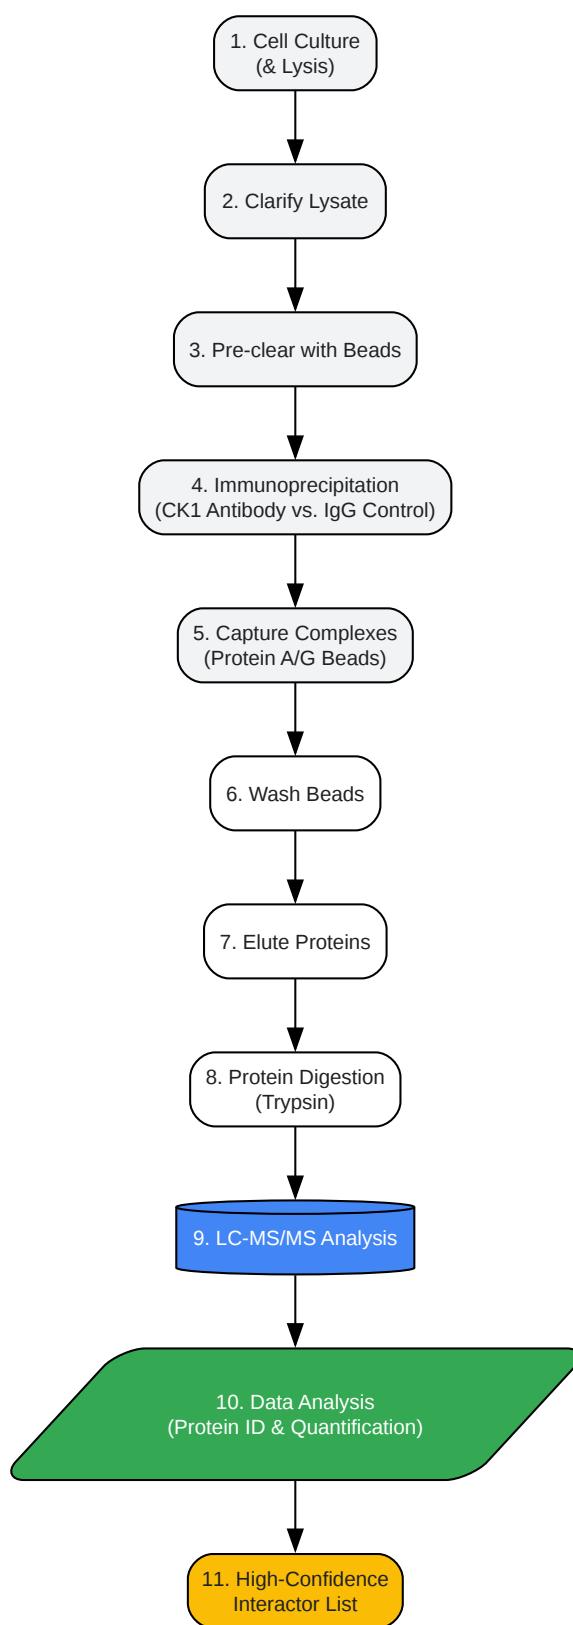 1. Cell Culture
(& Lysis)
2. Clarify Lysate
3. Pre-clear with Beads
4. Immunoprecipitation
(CK1 Antibody vs. IgG Control)
5. Capture Complexes
(Protein A/G Beads)
6. Wash Beads
7. Elute Proteins
8. Protein Digestion
(Trypsin)
9. LC-MS/MS Analysis
10. Data Analysis
(Protein ID & Quantification)
11. High-Confidence
Interactor List